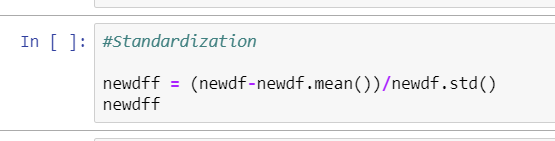 In [ ]: #Standardization
newdff = (newdf-newdf.mean())/newdf.std()
newdff